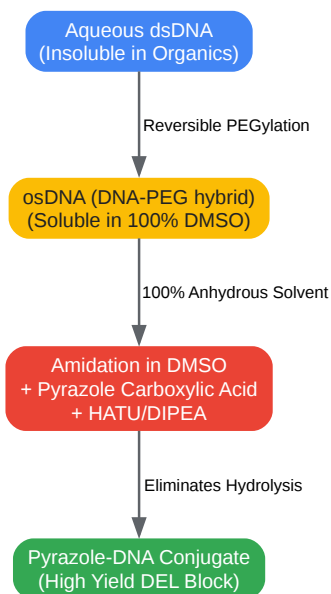 Aqueous dsDNA
(Insoluble in Organics)
Reversible PEGylation
osDNA (DNA-PEG hybrid)
(Soluble in 100% DMSO)
100% Anhydrous Solvent
Amidation in DMSO
+ Pyrazole Carboxylic Acid
+ HATU/DIPEA
Eliminates Hydrolysis
Pyrazole-DNA Conjugate
(High Yield DEL Block)